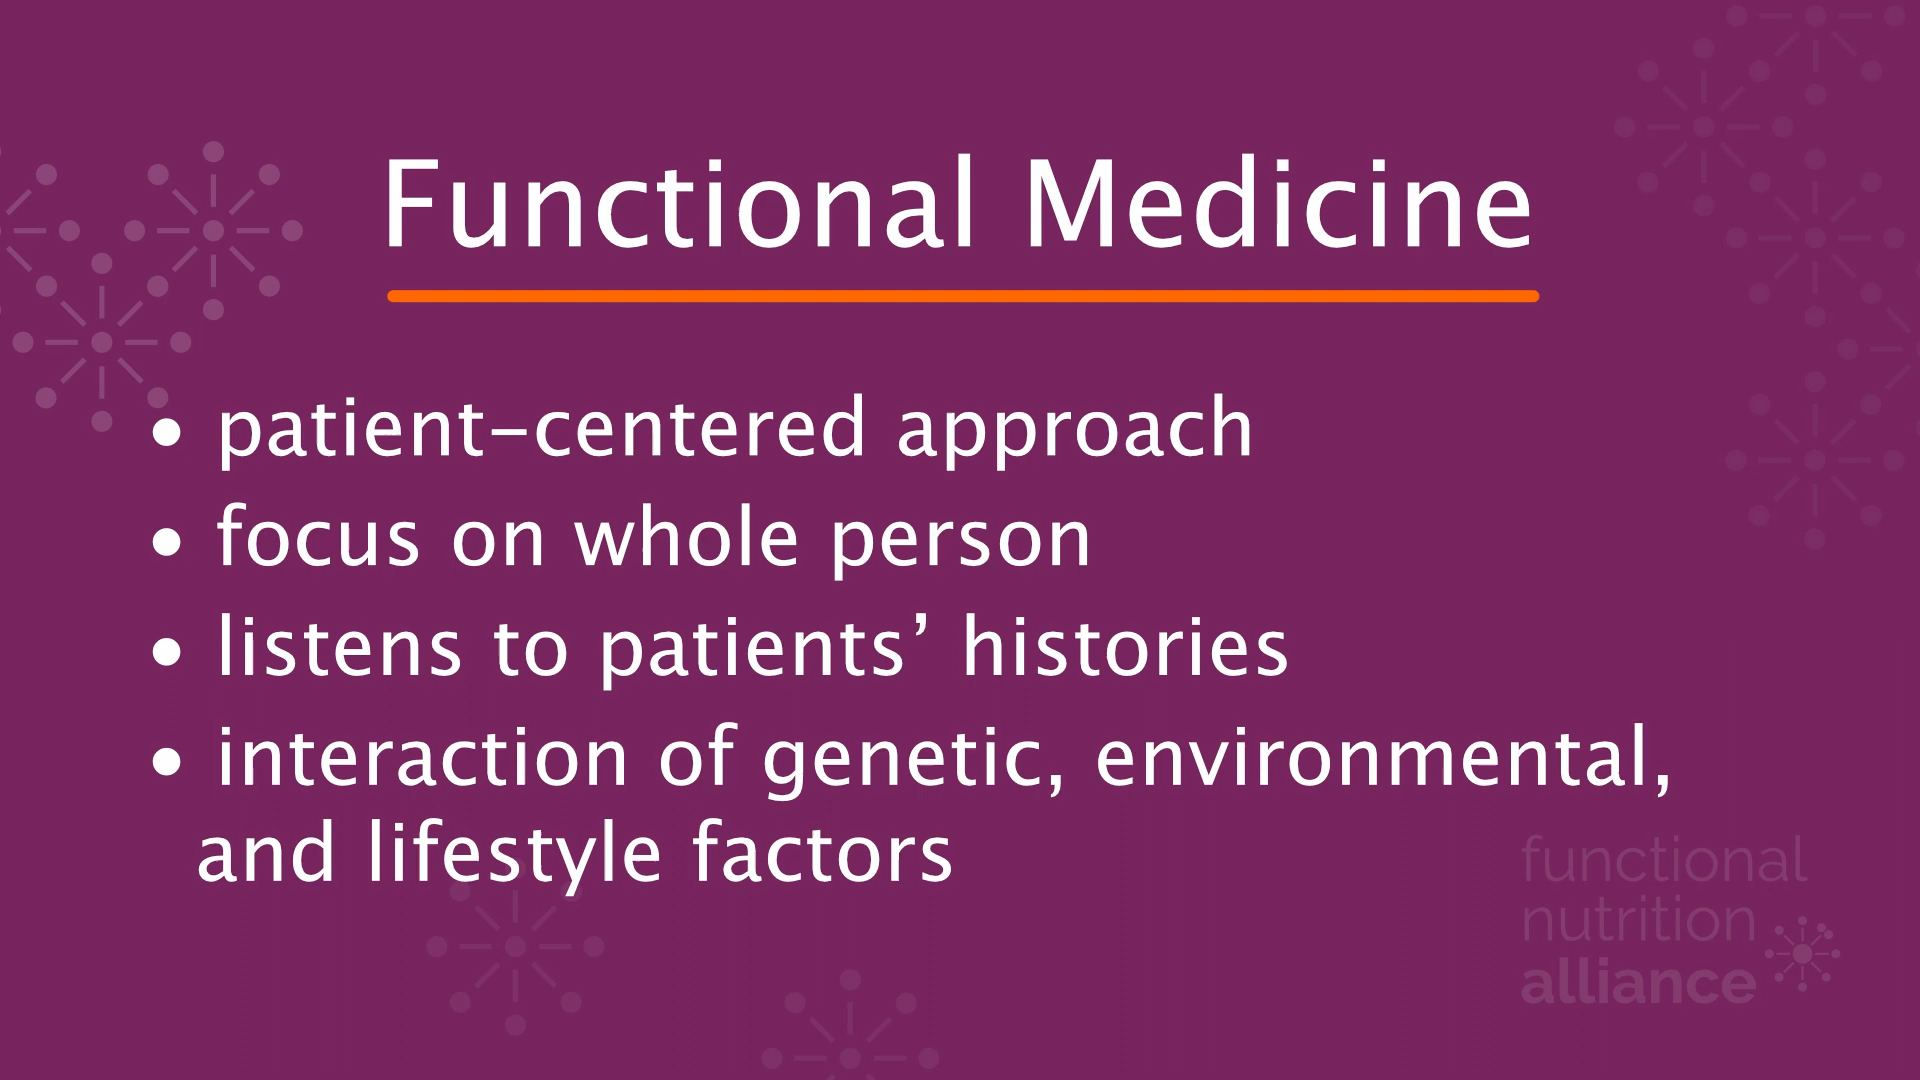 Functional Medicine
• patient-centered approach
• focus on whole person
• listens to patients’ histories
• interaction of genetic, environmental,
and lifestyle factors
functional
nutrition
alliance